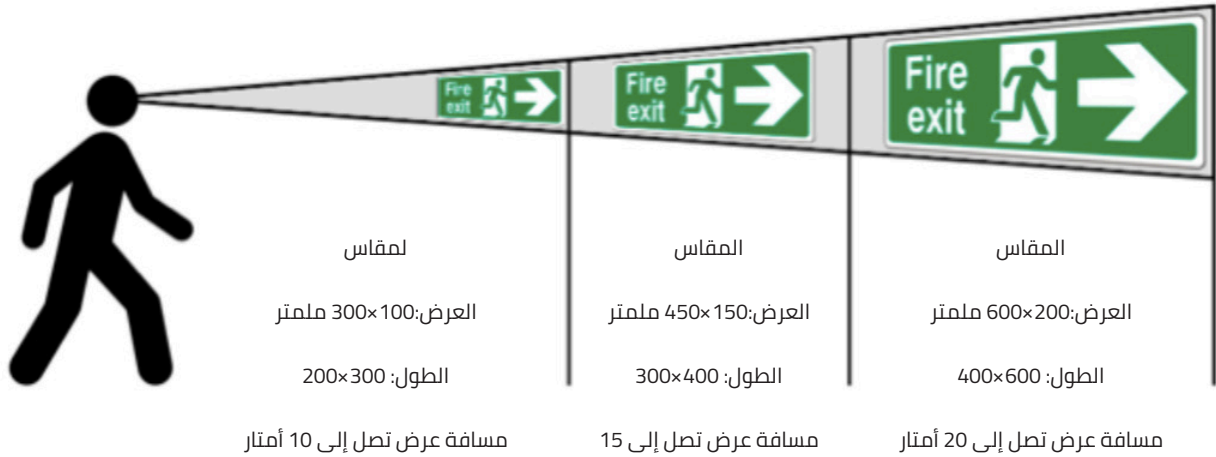 Fire
exit
Fire
exit
Fire
exit
لمقاس
العرض:100×300 ملمتر
الطول: 300×200
مسافة عرض تصل إلى 10 أمتار
المقاس
العرض:150×450 ملمتر
الطول: 400×300
مسافة عرض تصل إلى 15
المقاس
العرض:200×600 ملمتر
الطول: 600×400
مسافة عرض تصل إلى 20 أمتار